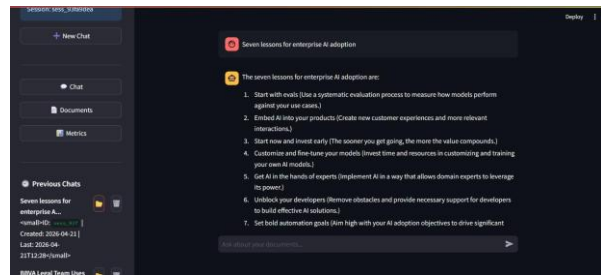 Session: sess_93
Deploy
+ New Chat
Chat
Documents
Metrics
Previous Chats
Seven lessons for
enterprise A...
<small>ID:
Created: 2026-04-21 |
Last: 2026-04-
21T12:28</small>
BBVA Legal Team Uses
Seven lessons for enterprise AI adoption
The seven lessons for enterprise AI adoption are:
1. Start with evals (Use a systematic evaluation process to measure how models perform
against your use cases.)
2. Embed AI into your products (Create new customer experiences and more relevant
interactions.)
3. Start now and invest early (The sooner you get going, the more the value compounds.)
4. Customize and fine-tune your models (Invest time and resources in customizing and training
your own AI models.)
5. Get AI in the hands of experts (Implement AI in a way that allows domain experts to leverage
its power.)
6. Unblock your developers (Remove obstacles and provide necessary support for developers
to build effective AI solutions.)
7. Set bold automation goals (Aim high with your AI adoption objectives to drive significant
Ask about your documents...